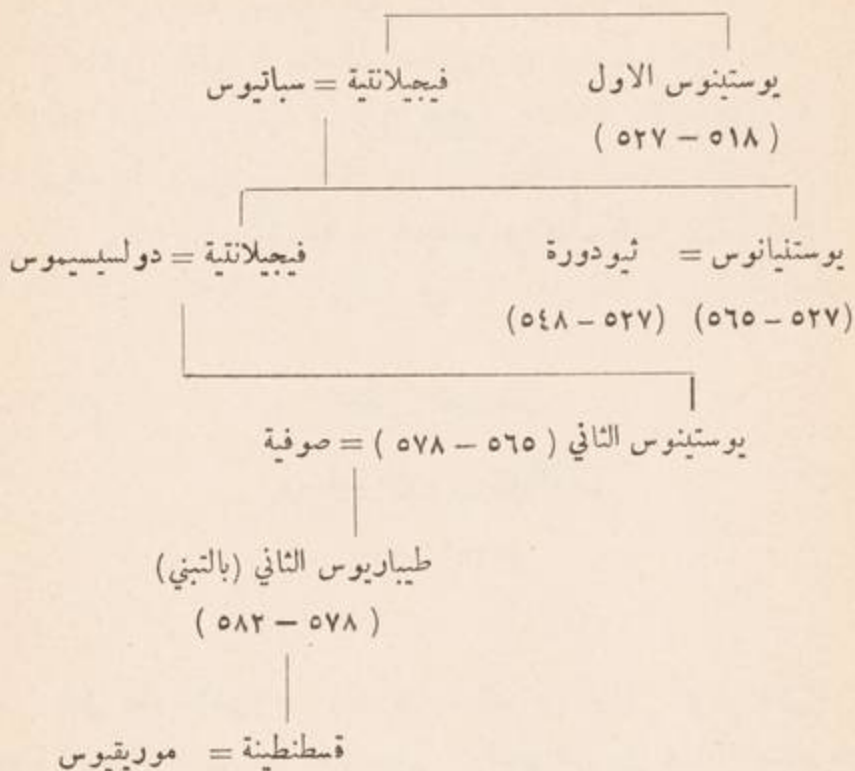 يوستينوس الاول فيجيلانتية = سباتيوس
( ٥١٨ – ٥٢٧ )
يوستنيانوس = ثيودورة فيجيلانتية = دولسيسيموس
(٥٢٧ – ٥٦٥) (٥٢٧ – ٥٤٨)
يوستينوس الثاني ( ٥٦٥ – ٥٧٨ ) = صوفية
طيباريوس الثاني (بالتبني)
( ٥٧٨ – ٥٨٢ )
قسطنطينة = موريقيوس